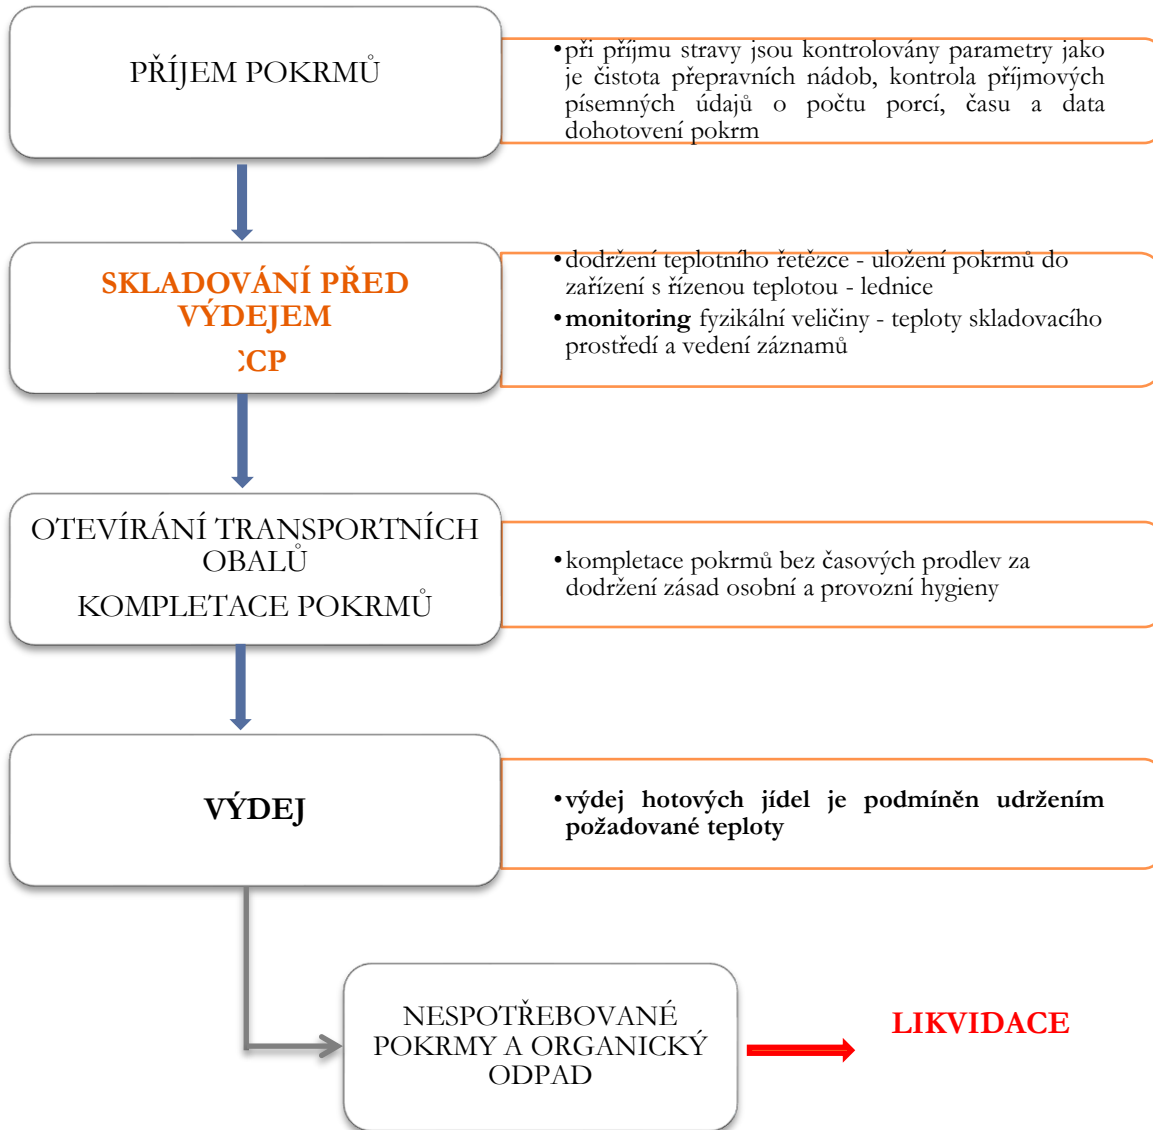 PŘÍJEM POKRMŮ
•při příjmu stravy jsou kontrolovány parametry jako
je čistota přepravních nádob, kontrola příjmových
písemných údajů o počtu porcí, času a data
dohotovení pokrm
SKLADOVÁNÍ PŘED
VÝDEJEM
CCP
•dodržení teplotního řetězce - uložení pokrmů do
zařízení s řízenou teplotou - lednice
•monitoring fyzikální veličiny - teploty skladovacího
prostředí a vedení záznamů
OTEVÍRÁNÍ TRANSPORTNÍCH
OBALŮ
KOMPLETACE POKRMŮ
•kompletace pokrmů bez časových prodlev za
dodržení zásad osobní a provozní hygieny
VÝDEJ
•výdej hotových jídel je podmíněn udržením
požadované teploty
NESPOTŘEBOVANÉ
POKRMY A ORGANICKÝ
ODPAD
LIKVIDACE